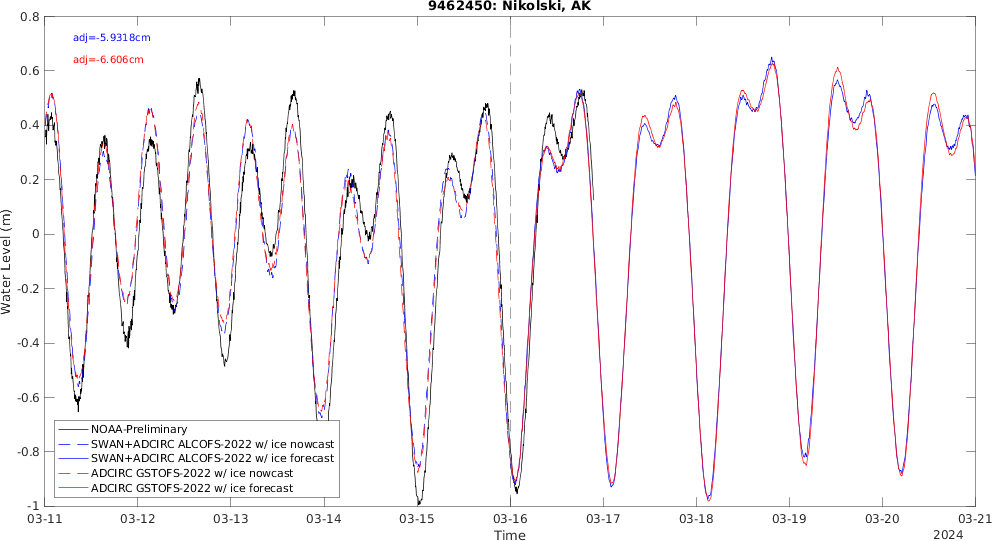 9462450: Nikolski, AK
adj=-5.9318cm
adj=-6.606cm
Water Level (m)
0.8
0.6
0.4
0.2
0
-0.2
-0.4
-0.6
-0.8
-1
NOAA-Preliminary
SWAN+ADCIRC ALCOFS-2022 w/ ice nowcast
SWAN+ADCIRC ALCOFS-2022 w/ ice forecast
ADCIRC GSTOFS-2022 w/ ice nowcast
ADCIRC GSTOFS-2022 w/ ice forecast
03-11 03-12 03-13 03-14 03-15 03-16 03-17 03-18 03-19 03-20 03-21
Time
2024